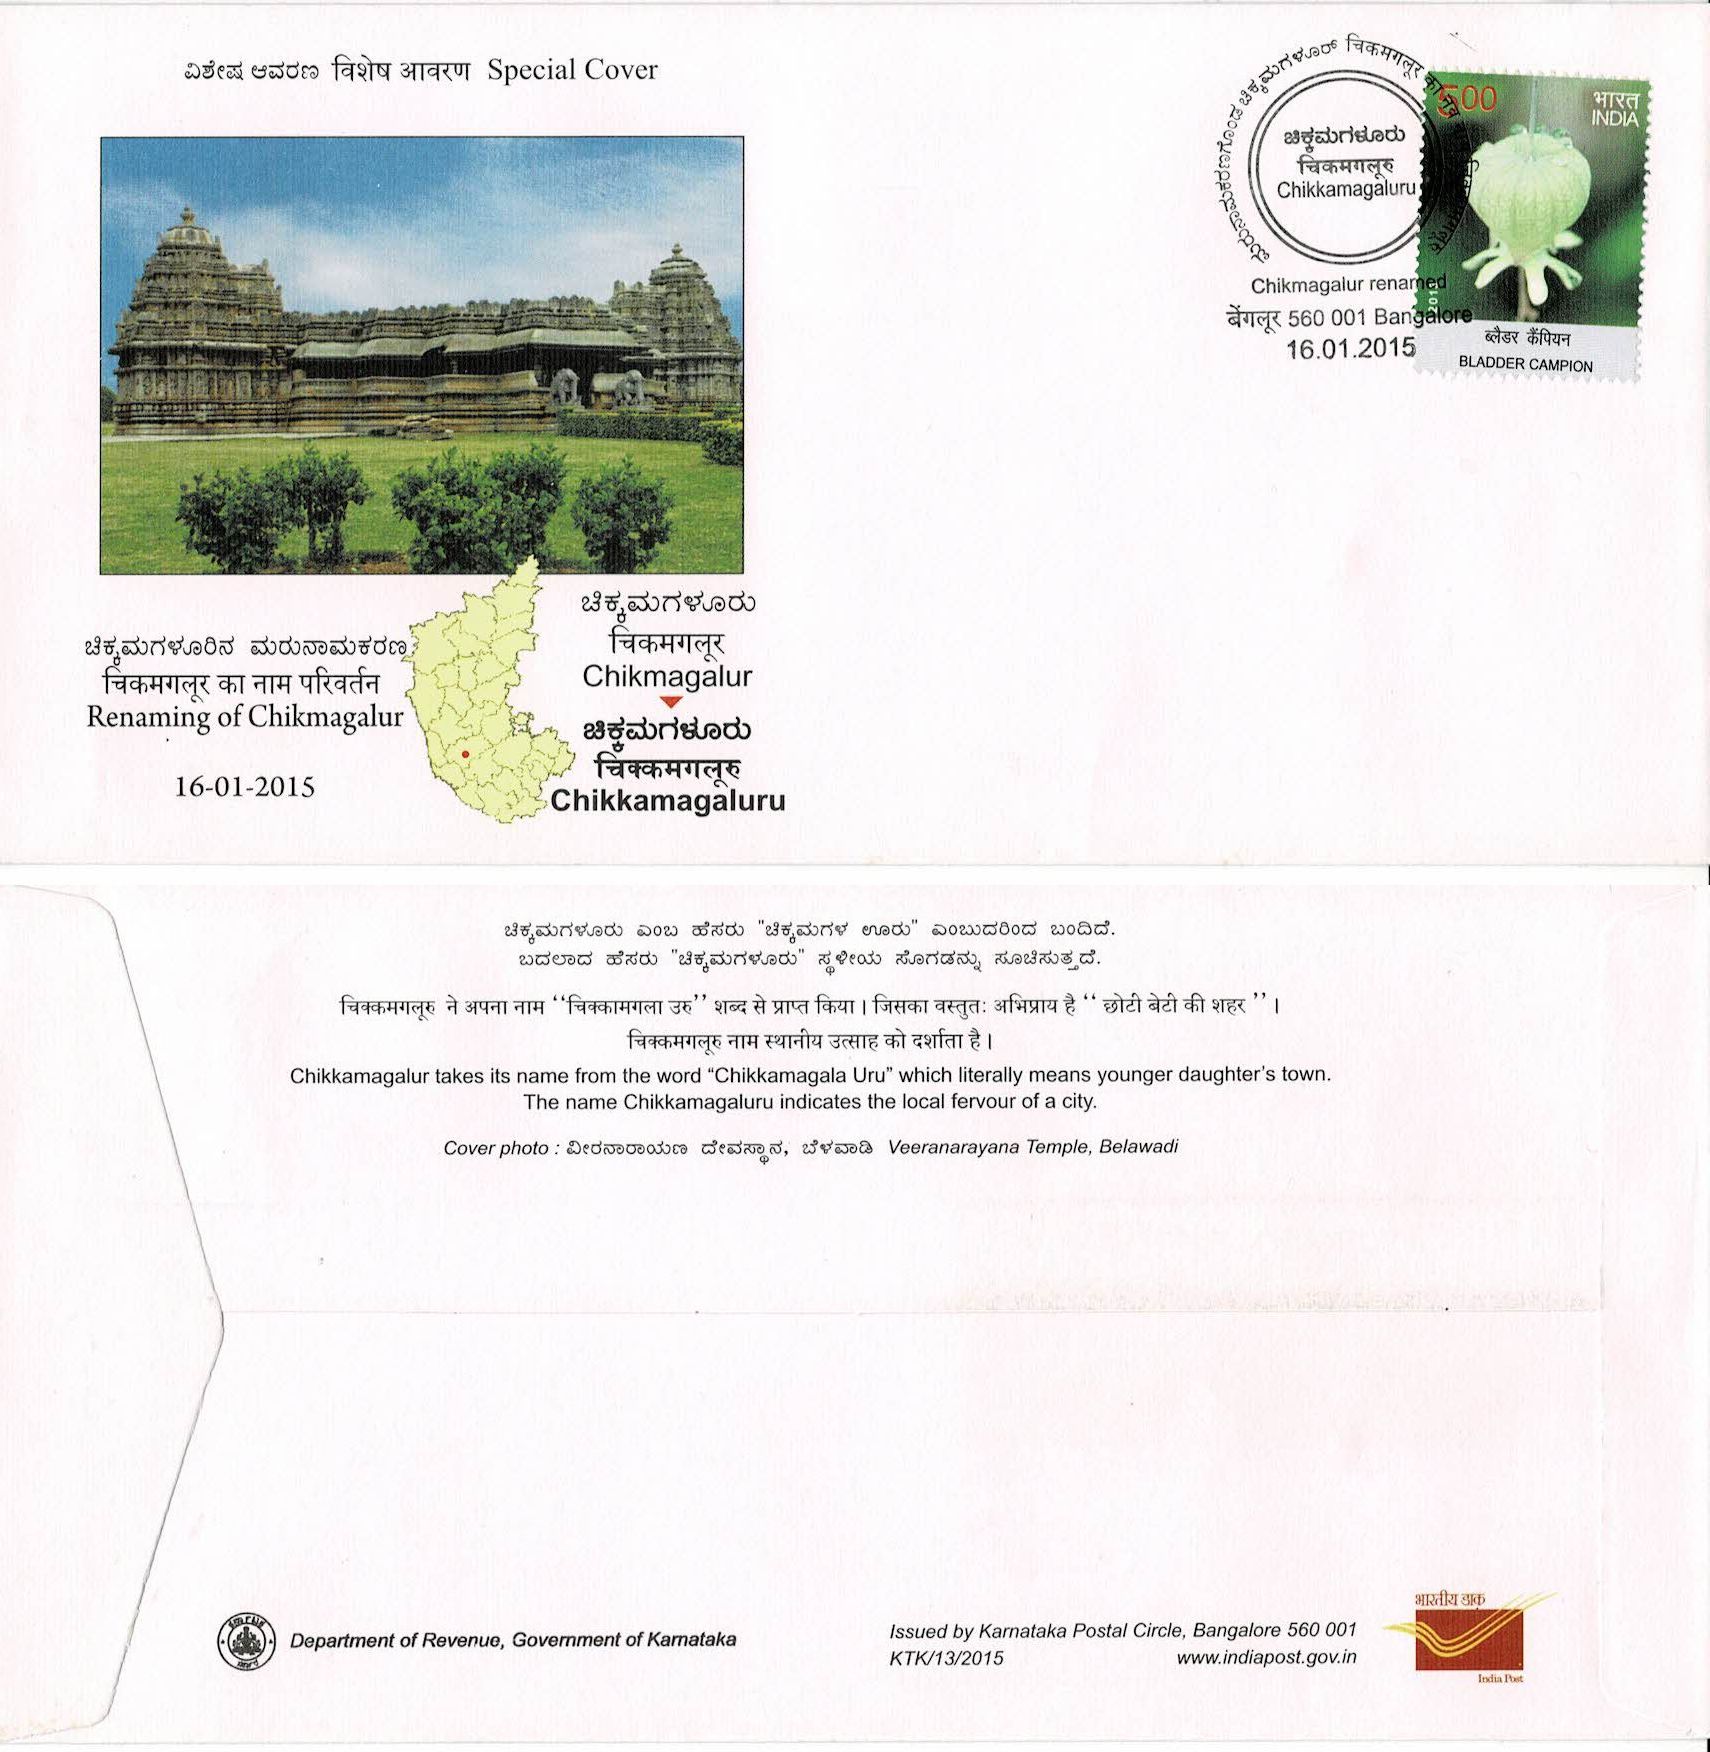 ವಿಶೇಷ ಆವರಣ विशेष आवरण Special Cover
ಮರುನಾಮಕರಣಗೊಂಡ ಚಿಕ್ಕಮಗಳೂರ್ चिकमगलूर का
ಚಿಕ್ಕಮಗಳೂರು
चिकमगलूरु
Chikkamagaluru
Chikmagalur renamed
बेंगलूर 560 001 Bangalore
16.01.2015
500
भारत
INDIA
ब्लैडर कैंपियन
BLADDER CAMPION
ಚಿಕ್ಕಮಗಳೂರಿನ ಮರುನಾಮಕರಣ
चिकमगलूर का नाम परिवर्तन
Renaming of Chikmagalur
16-01-2015
ಚಿಕ್ಕಮಗಳೂರು
चिकमगलूर
Chikmagalur
ಚಿಕ್ಕಮಗಳೂರು
चिक्कमगलूरु
Chikkamagaluru
ಚಿಕ್ಕಮಗಳೂರು ಎಂಬ ಹೆಸರು "ಚಿಕ್ಕಮಗಳ ಊರು" ಎಂಬುದರಿಂದ ಬಂದಿದೆ.
ಬದಲಾದ ಹೆಸರು "ಚಿಕ್ಕಮಗಳೂರು" ಸ್ಥಳೀಯ ಸೊಗಡನ್ನು ಸೂಚಿಸುತ್ತದೆ.
चिक्कमगलूरु ने अपना नाम ‘‘चिक्कामगला उरु’’ शब्द से प्राप्त किया। जिसका वस्तुतः अभिप्राय है ‘‘ छोटी बेटी की शहर ’’।
चिक्कमगलूरु नाम स्थानीय उत्साह को दर्शाता है।
Chikkamagalur takes its name from the word “Chikkamagala Uru” which literally means younger daughter’s town.
The name Chikkamagaluru indicates the local fervour of a city.
Cover photo : ವೀರನಾರಾಯಣ ದೇವಸ್ಥಾನ, ಬೆಳವಾಡಿ Veeranarayana Temple, Belawadi
Department of Revenue, Government of Karnataka
Issued by Karnataka Postal Circle, Bangalore 560 001
KTK/13/2015 www.indiapost.gov.in
भारतीय डाक
India Post